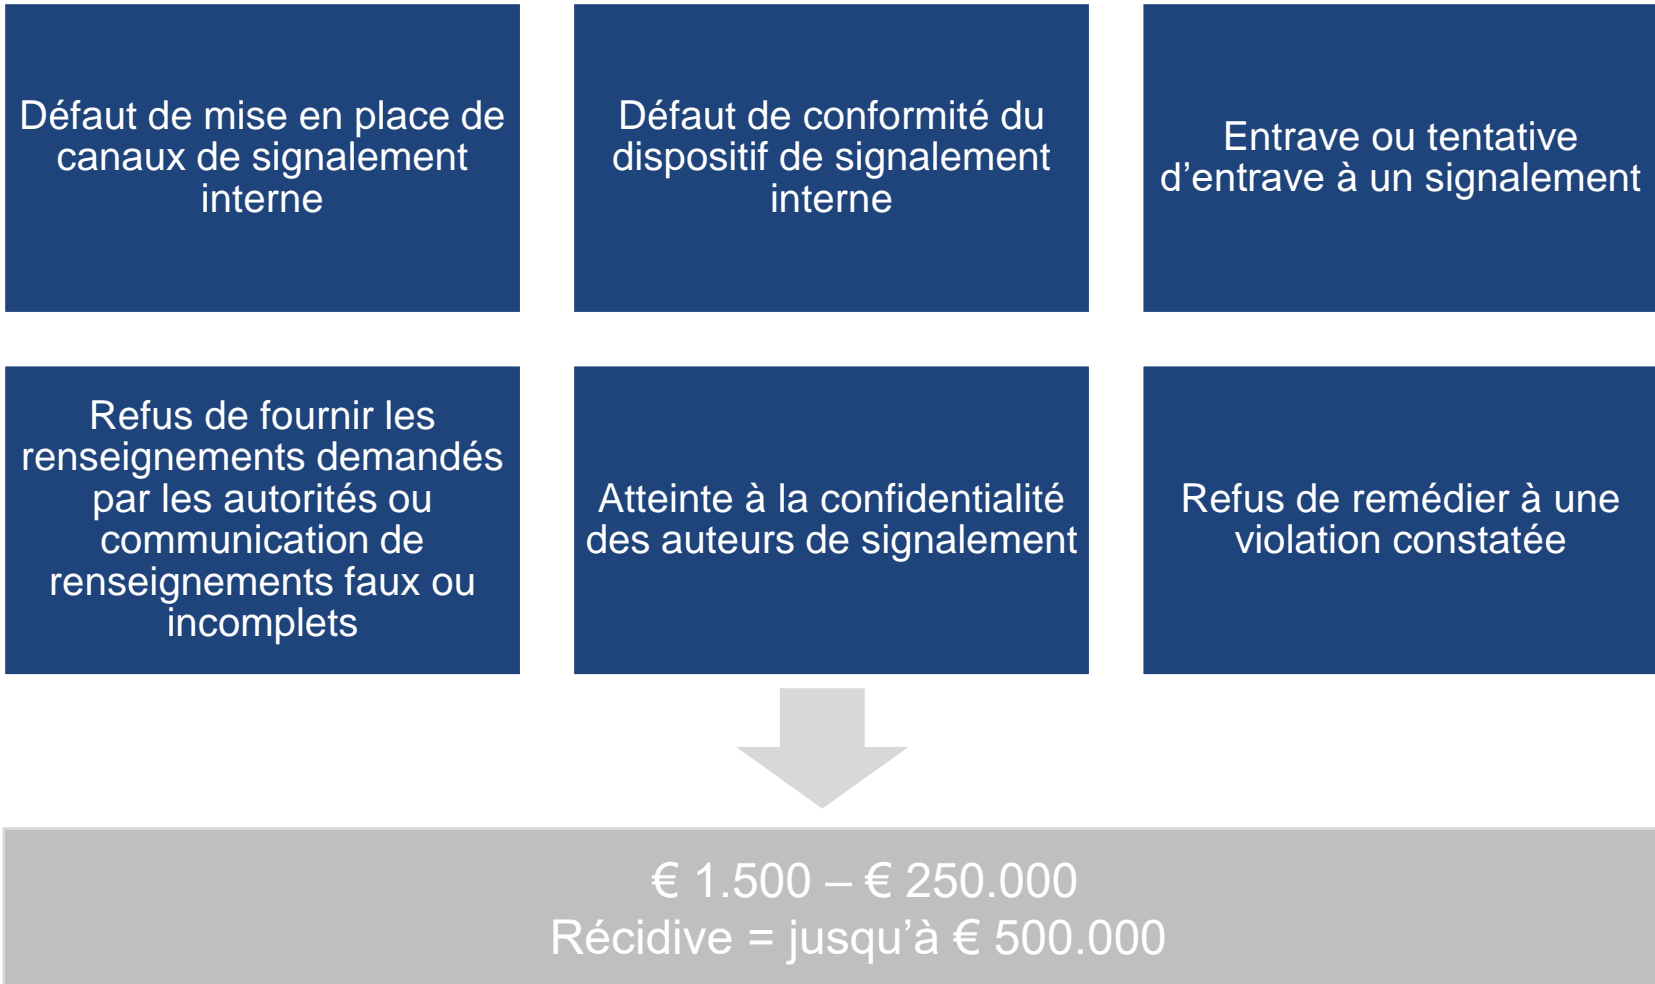 Défaut de mise en place de
canaux de signalement
interne
Défaut de conformité du
dispositif de signalement
interne
Entrave ou tentative
d’entrave à un signalement
Refus de fournir les
renseignements demandés
par les autorités ou
communication de
renseignements faux ou
incomplets
Atteinte à la confidentialité
des auteurs de signalement
Refus de remédier à une
violation constatée
€ 1.500 – € 250.000
Récidive = jusqu’à € 500.000